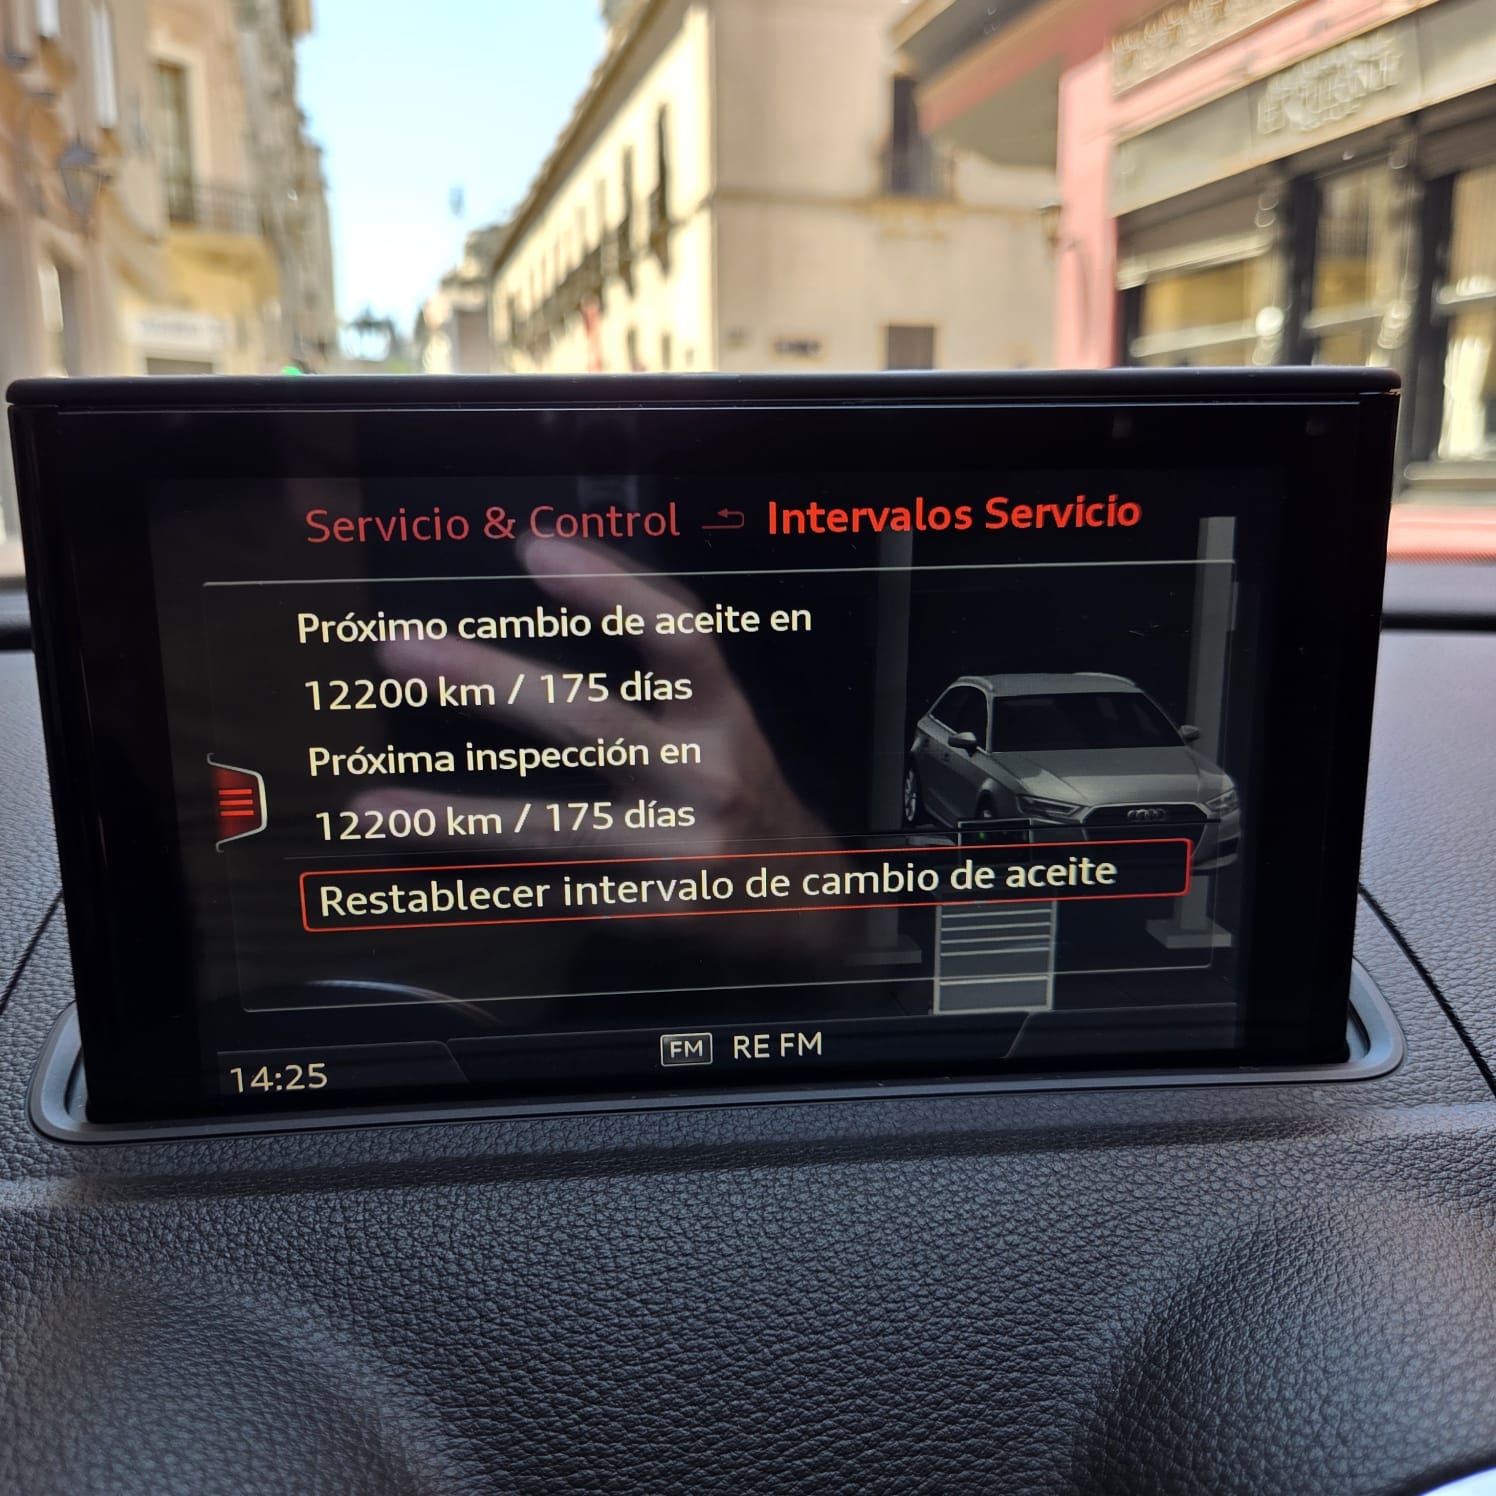 Servicio & Control Intervalos Servicio
Próximo cambio de aceite en
12200 km / 175 días
Próxima inspección en
12200 km / 175 días
Restablecer intervalo de cambio de aceite
FM RE FM
14:25